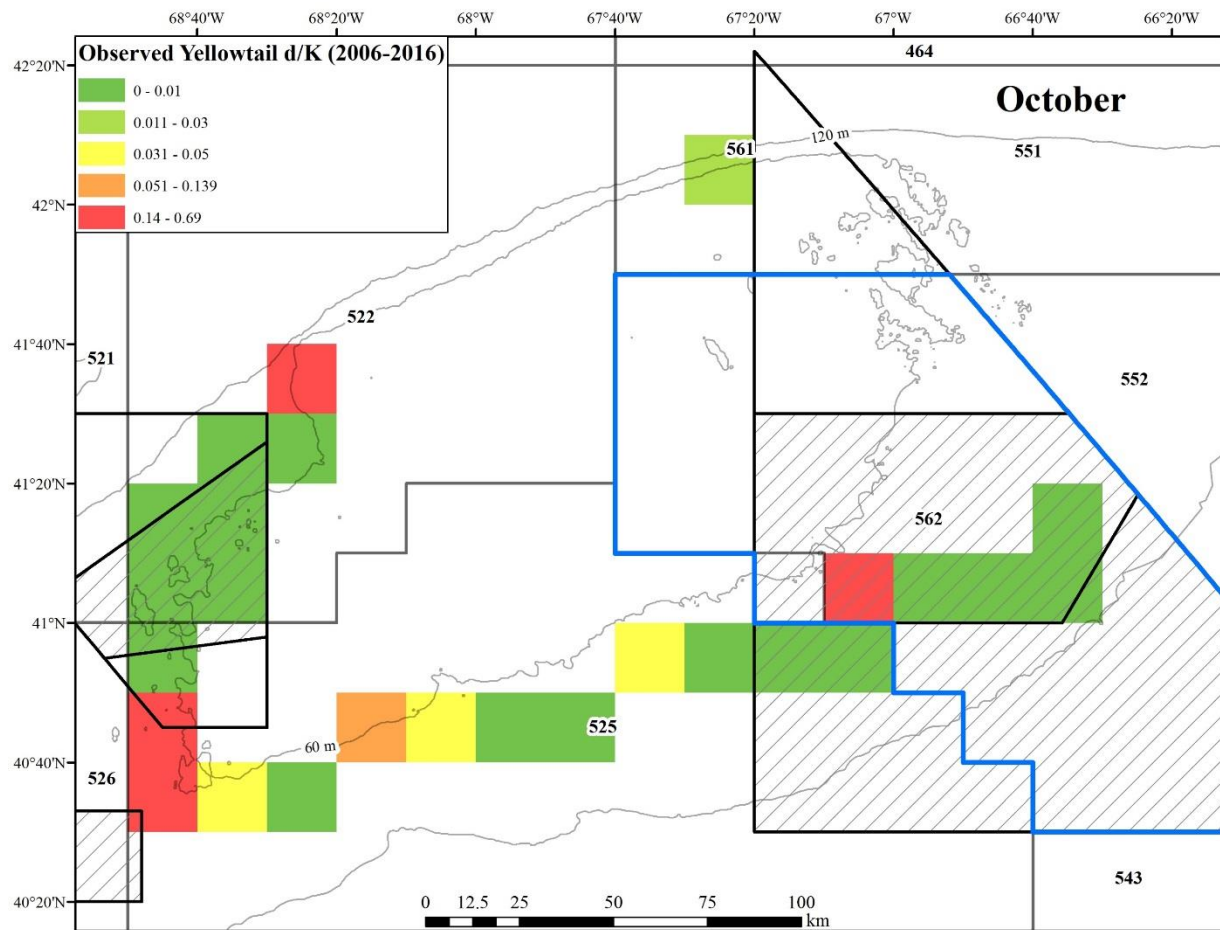 68°40'W 68°20'W 68°W 67°40'W 67°20'W 67°W 66°40'W 66°20'W
Observed Yellowtail d/K (2006-2016)
0 - 0.01
0.011 - 0.03
0.031 - 0.05
0.051 - 0.139
0.14 - 0.69
October
42°20'N
42°N
41°40'N
41°20'N
41°N
40°40'N
40°20'N
464
120 m
561
551
522
521
552
562
525
60 m
526
543
0 12.5 25 50 75 100
km